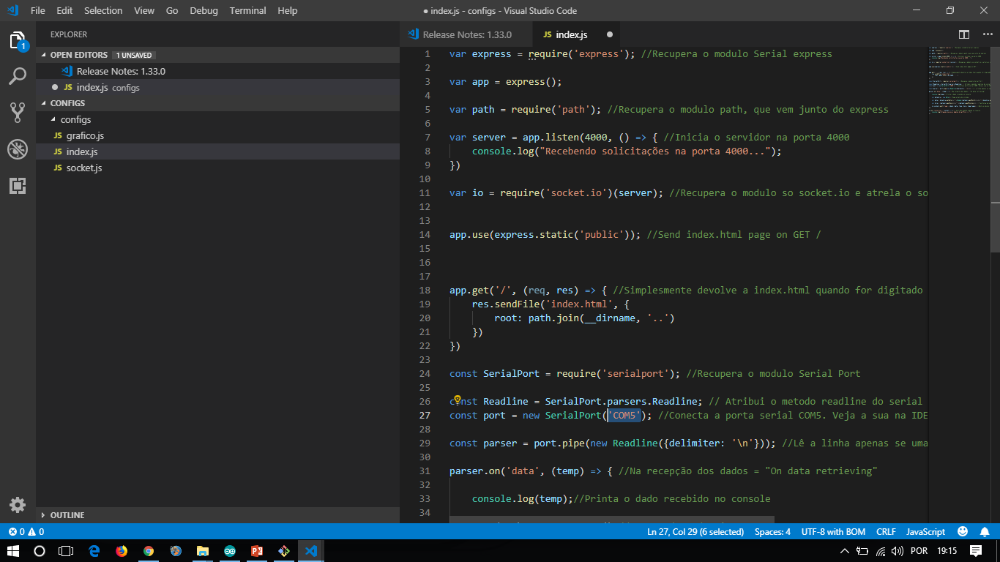 File Edit Selection View Go Debug Terminal Help
● index.js - configs - Visual Studio Code
EXPLORER
OPEN EDITORS 1 UNSAVED
Release Notes: 1.33.0
JS index.js configs
CONFIGS
configs
JS grafico.js
JS index.js
JS socket.js
OUTLINE
1
Release Notes: 1.33.0
JS index.js
1 var express = require('express'); //Recupera o modulo Serial express
2
3 var app = express();
4
5 var path = require('path'); //Recupera o modulo path, que vem junto do express
6
7 var server = app.listen(4000, () => { //Inicia o servidor na porta 4000
8 console.log("Recebendo solicitações na porta 4000...");
9 })
10
11 var io = require('socket.io')(server); //Recupera o modulo so socket.io e atrela o so
12
13
14 app.use(express.static('public')); //Send index.html page on GET /
15
16
17
18 app.get('/', (req, res) => { //Simplesmente devolve a index.html quando for digitado
19 res.sendFile('index.html', {
20 root: path.join(__dirname, '..')
21 })
22 })
23
24 const SerialPort = require('serialport'); //Recupera o modulo Serial Port
25
26 const Readline = SerialPort.parsers.Readline; // Atribui o metodo readline do serial
27 const port = new SerialPort('COM5'); //Conecta a porta serial COM5. Veja a sua na IDE
28
29 const parser = port.pipe(new Readline({delimiter: '\n'})); //Lê a linha apenas se uma
30
31 parser.on('data', (temp) => { //Na recepção dos dados = "On data retrieving"
32
33 console.log(temp);//Printa o dado recebido no console
34
0 0
Ln 27, Col 29 (6 selected) Spaces: 4 UTF-8 with BOM CRLF JavaScript
POR 19:15